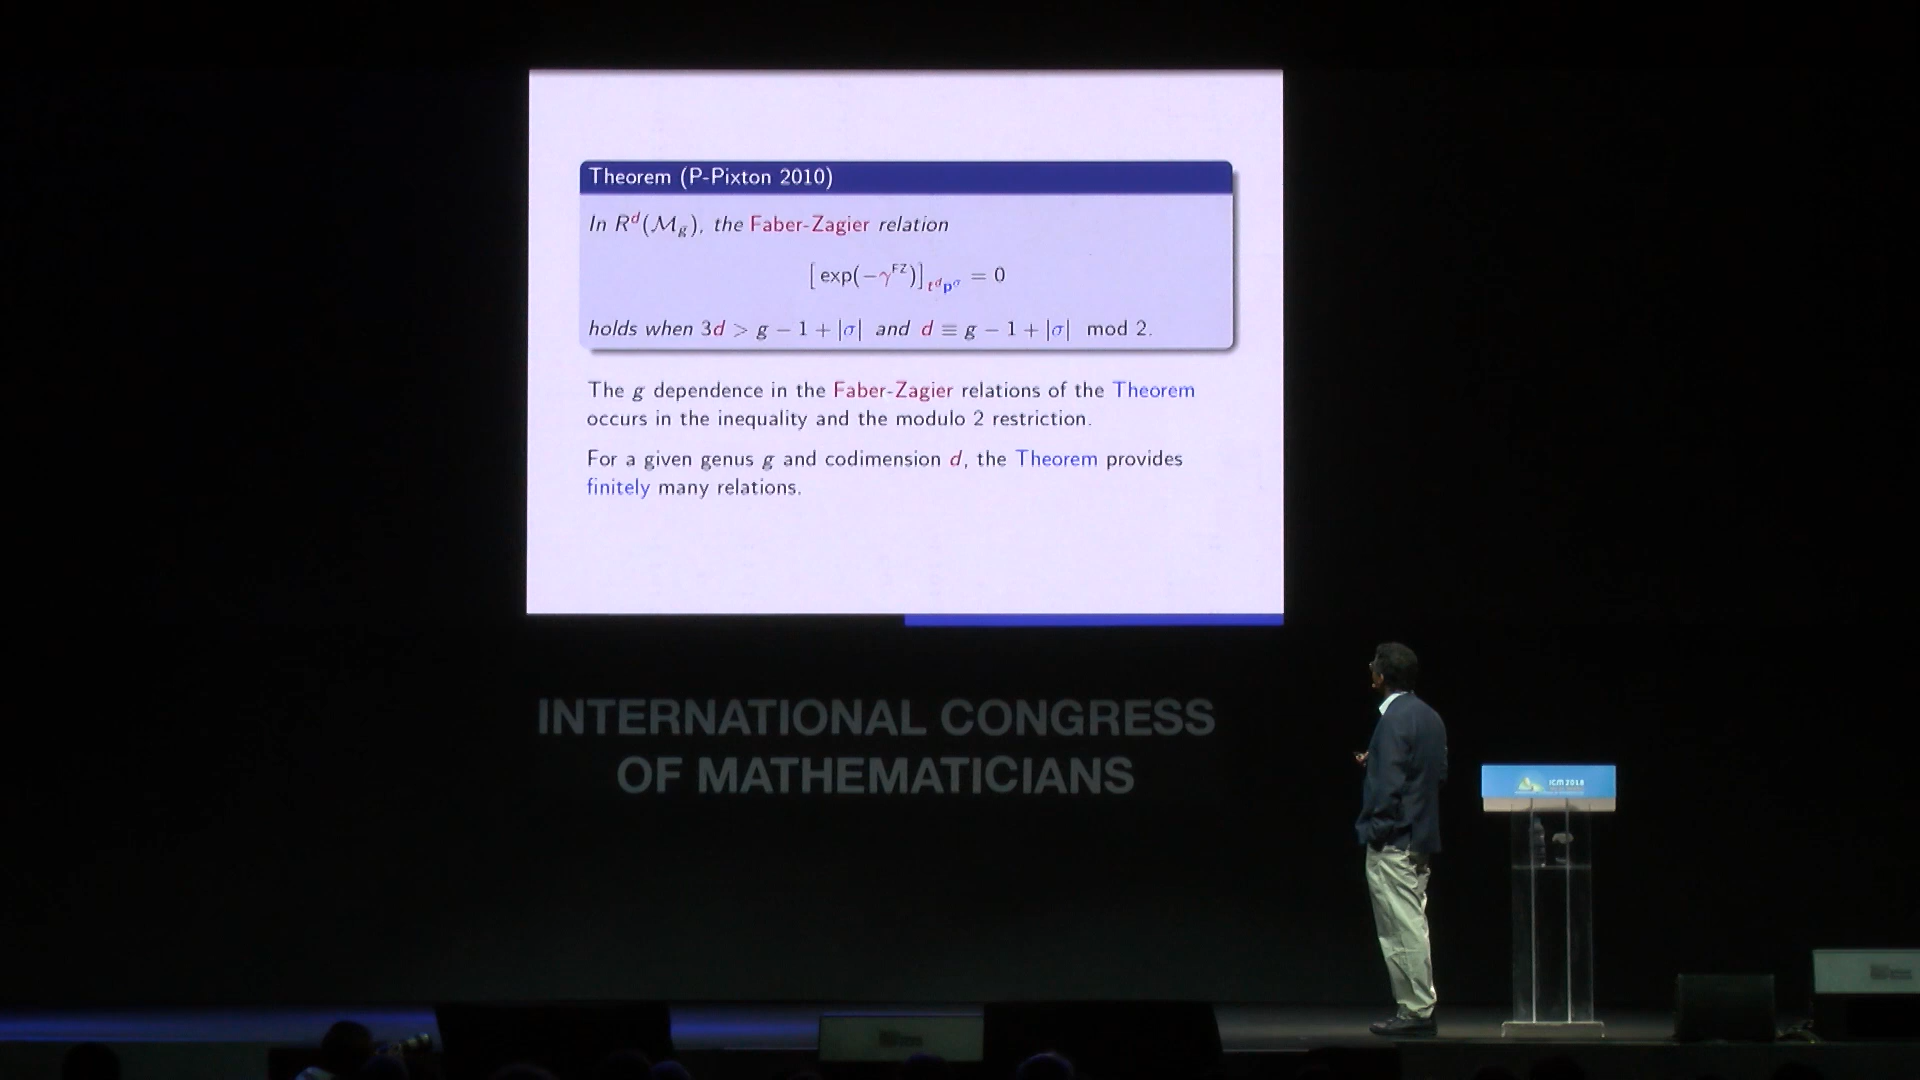 Theorem (P-Pixton 2010)
In R^d(M_g), the Faber-Zagier relation
[exp(−γ^FZ)]_{t^d p^σ} = 0
holds when 3d > g − 1 + |σ| and d ≡ g − 1 + |σ| mod 2.
The g dependence in the Faber-Zagier relations of the Theorem
occurs in the inequality and the modulo 2 restriction.
For a given genus g and codimension d, the Theorem provides
finitely many relations.
INTERNATIONAL CONGRESS
OF MATHEMATICIANS
ICM 2018